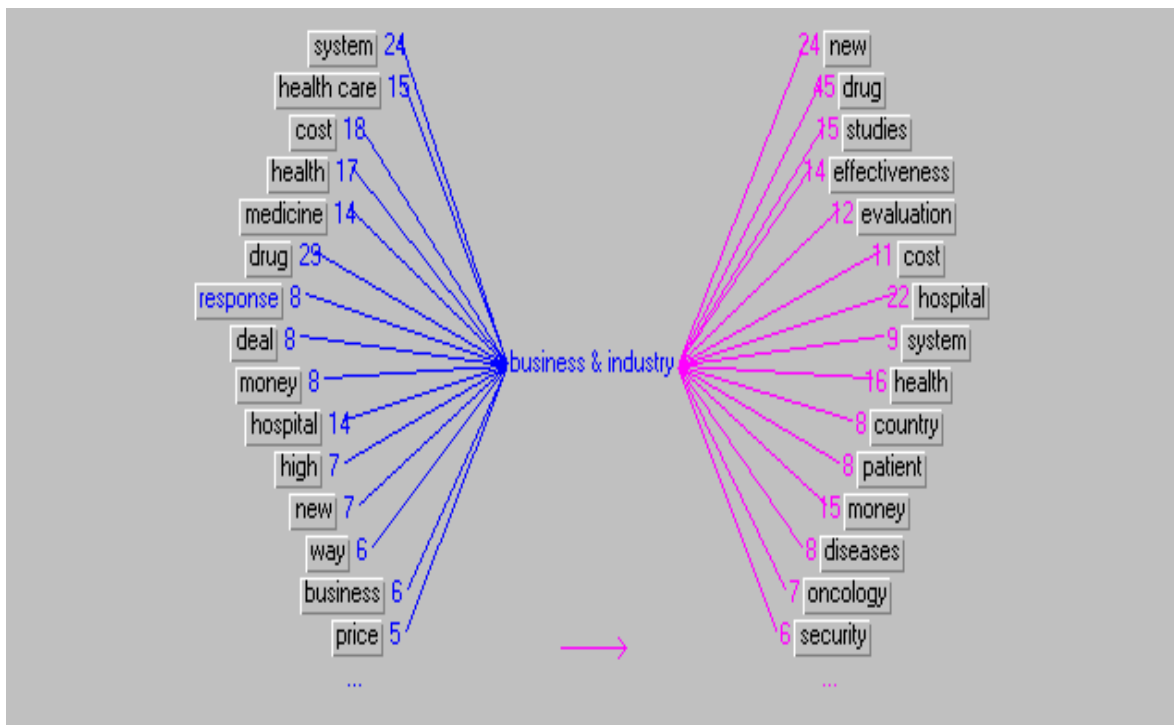 system 24 24 new
health care 15 45 drug
cost 18 15 studies
health 17 14 effectiveness
medicine 14 12 evaluation
drug 29 11 cost
response 8 22 hospital
deal 8 9 system
business & industry
money 8 16 health
hospital 14 8 country
high 7 8 patient
new 7 15 money
way 6 8 diseases
business 6 7 oncology
price 5 6 security
... ...